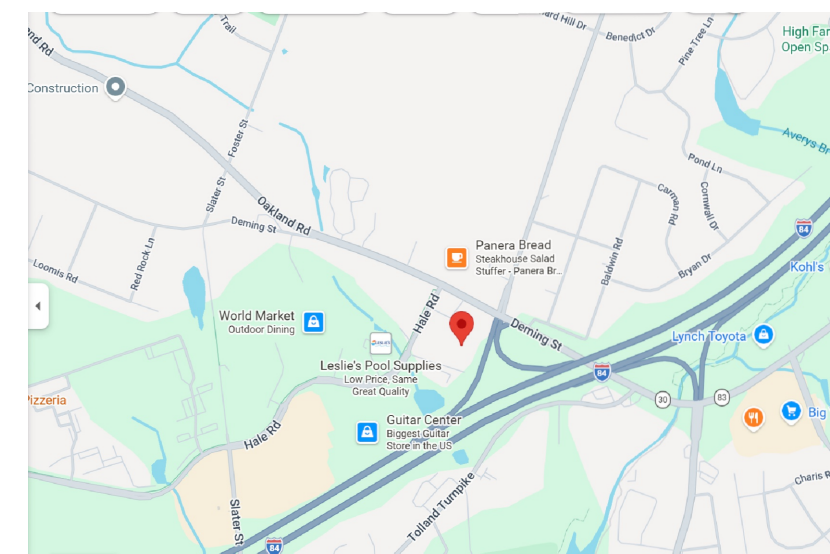 Trail
Benedict Dr
Pine Tree Ln
High Far
Open Sp
Construction
Foster St
Averys Br
Pond Ln
Slater St
Oakland Rd
Carman Rd
Cornwall Dr
Deming St
84
Red Rock Ln
Panera Bread
Steakhouse Salad
Stuffer - Panera Br...
Baldwin Rd
Bryan Dr
Loomis Rd
Kohl's
Hale Rd
World Market
Outdoor Dining
Deming St
Lynch Toyota
Leslie's Pool Supplies
Low Price, Same
Great Quality
84
30
83
izzeria
Guitar Center
Biggest Guitar
Store in the US
Big
Hale Rd
Charis R
Tolland Turnpike
Slater St
84